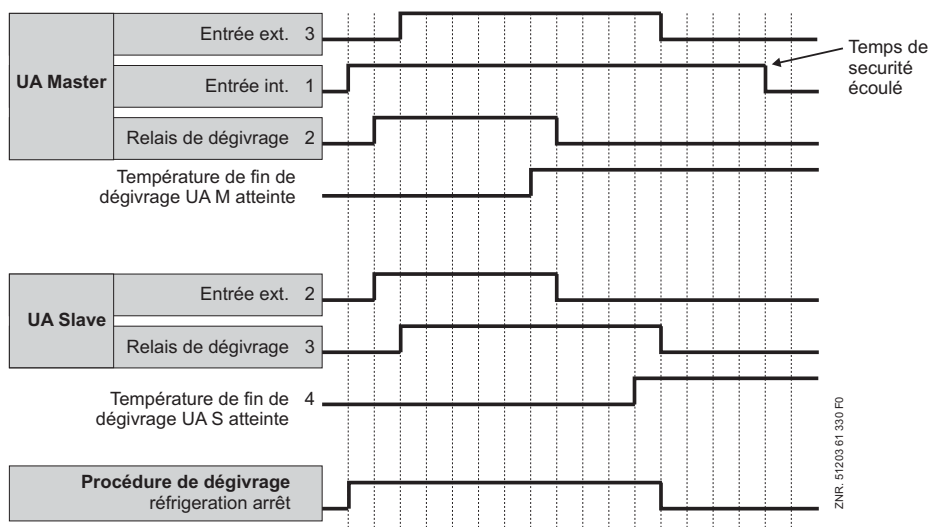 UA Master
Entrée ext. 3
Entrée int. 1
Relais de dégivrage 2
Température de fin de
dégivrage UA M atteinte
Temps de
securité
écoulé
UA Slave
Entrée ext. 2
Relais de dégivrage 3
Température de fin de 4
dégivrage UA S atteinte
Procédure de dégivrage
réfrigeration arrêt
ZNR. 51203 61 330 F0